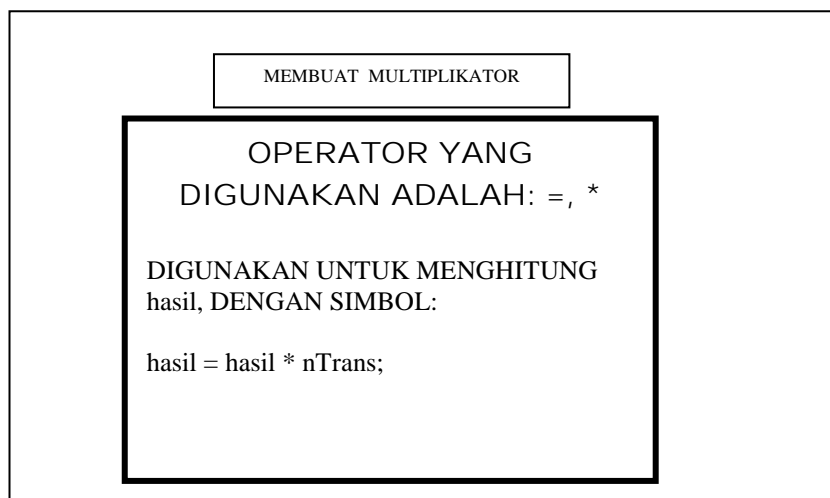 MEMBUAT MULTIPLIKATOR
OPERATOR YANG
DIGUNAKAN ADALAH: =, *
DIGUNAKAN UNTUK MENGHITUNG
hasil, DENGAN SIMBOL:
hasil = hasil * nTrans;